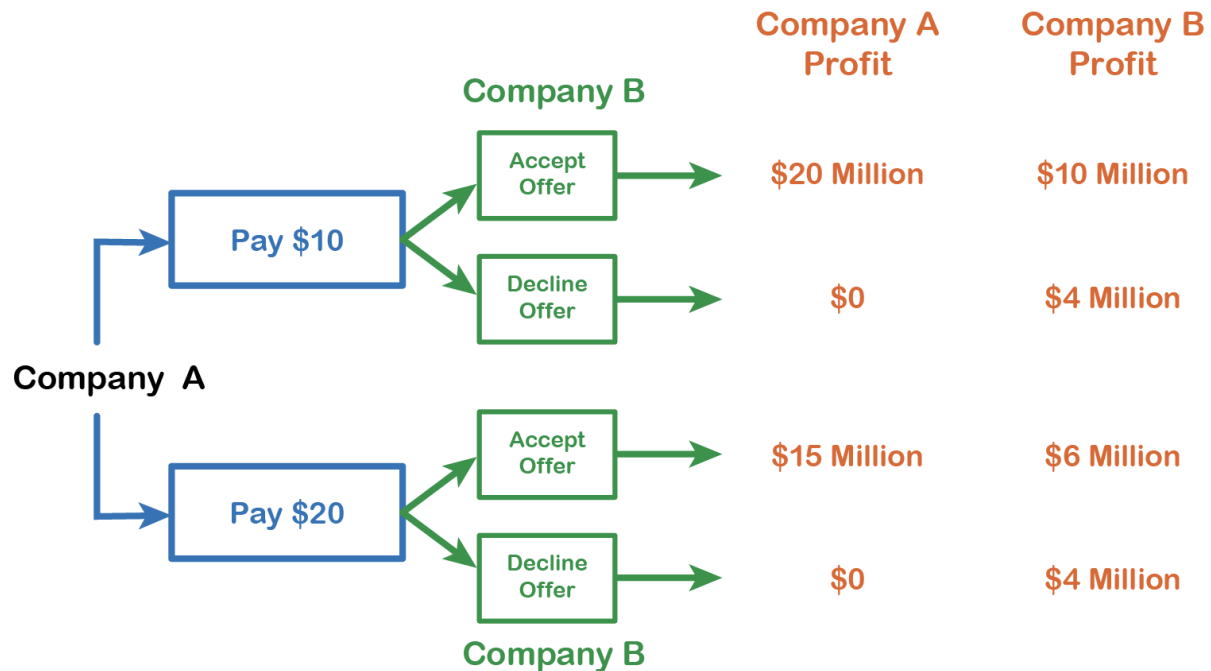 Company A
Profit
Company B
Profit
Company B
Accept
Offer
$20 Million
$10 Million
Pay $10
Decline
Offer
$0
$4 Million
Company A
Accept
Offer
$15 Million
$6 Million
Pay $20
Decline
Offer
$0
$4 Million
Company B